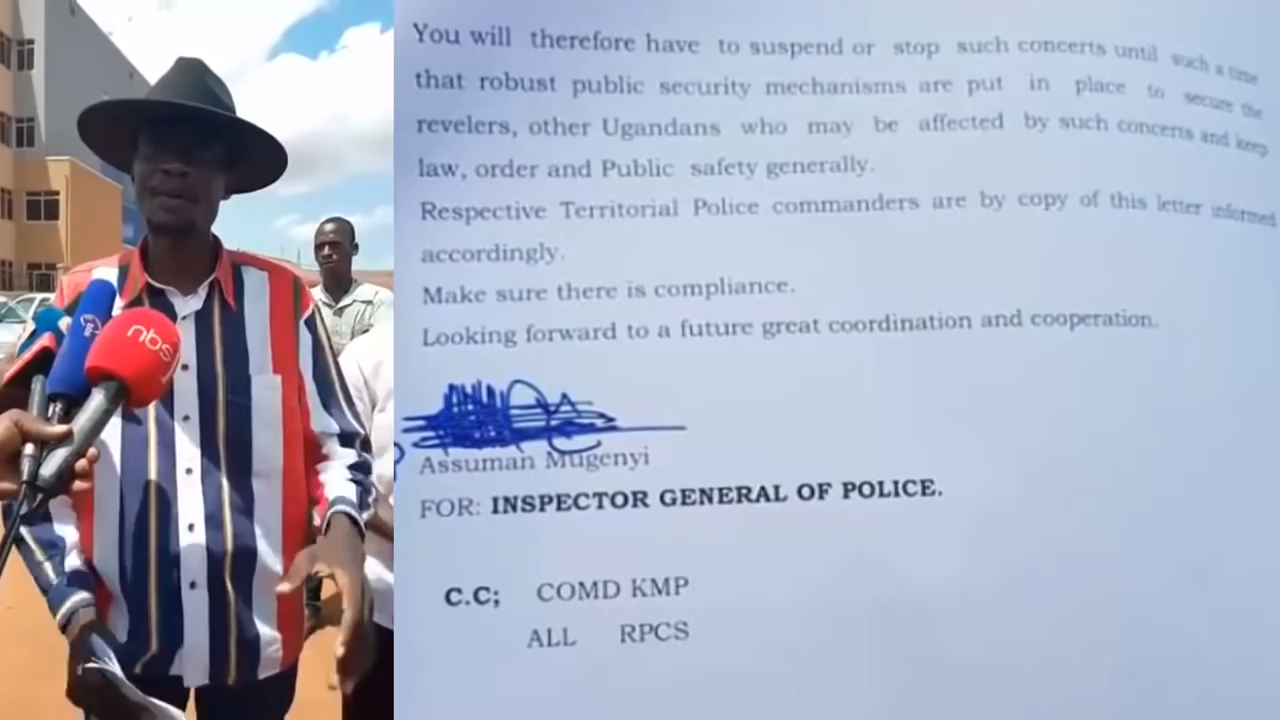 nbs
You will therefore have to suspend or stop such concerts until such a time
that robust public security mechanisms are put in place to secure the
revelers, other Ugandans who may be affected by such concerts and keep
law, order and Public safety generally.
Respective Territorial Police commanders are by copy of this letter informed
accordingly.
Make sure there is compliance.
Looking forward to a future great coordination and cooperation.
Assuman Mugenyi
FOR: INSPECTOR GENERAL OF POLICE.
C.C; COMD KMP
ALL RPCS